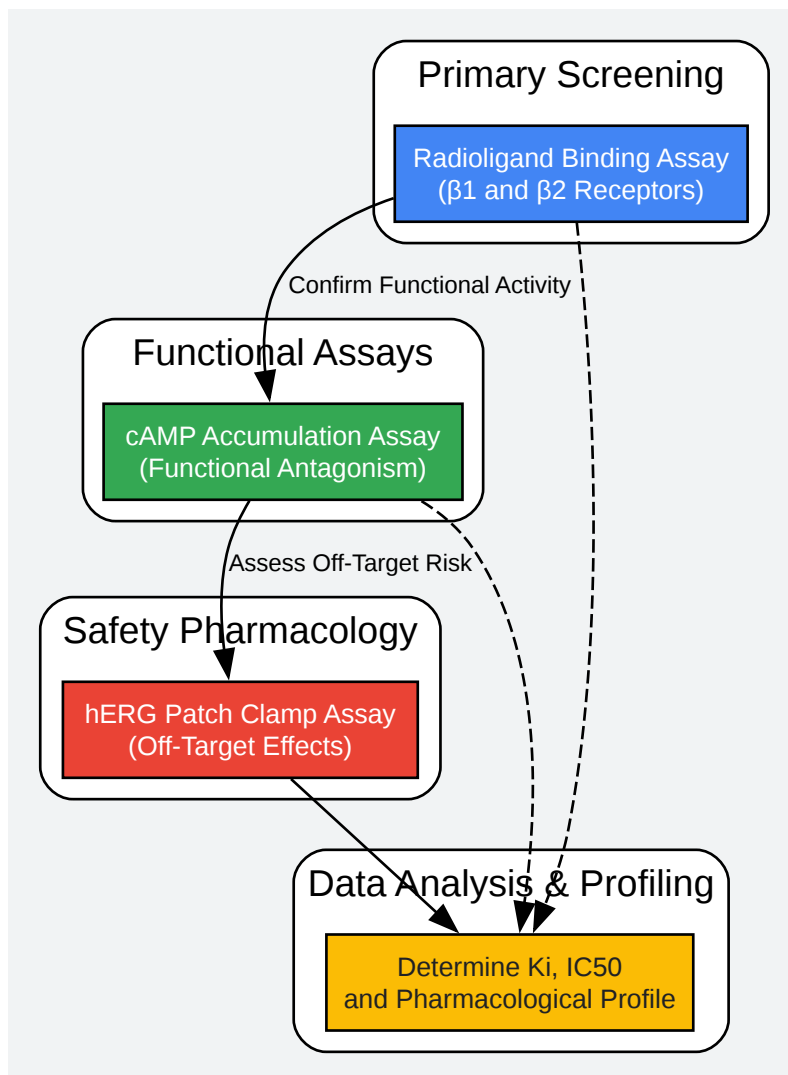 Primary Screening
Radioligand Binding Assay
(β1 and β2 Receptors)
Confirm Functional Activity
Functional Assays
cAMP Accumulation Assay
(Functional Antagonism)
Assess Off-Target Risk
Safety Pharmacology
hERG Patch Clamp Assay
(Off-Target Effects)
Data Analysis & Profiling
Determine Ki, IC50
and Pharmacological Profile